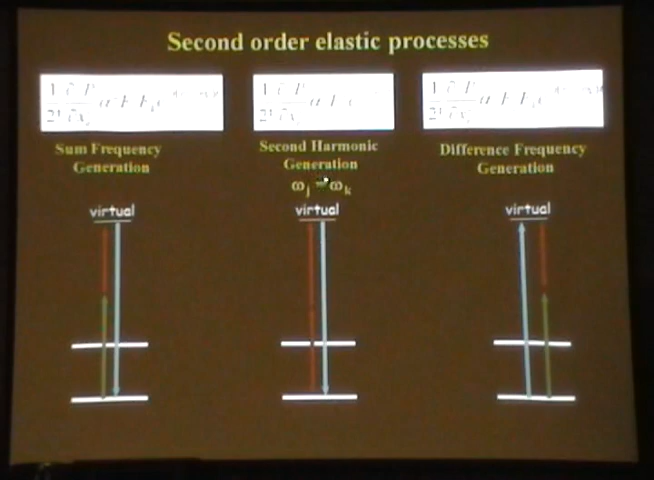 Second order elastic processes
Sum Frequency
Generation
Second Harmonic
Generation
ωj = ωk
Difference Frequency
Generation
virtual
virtual
virtual